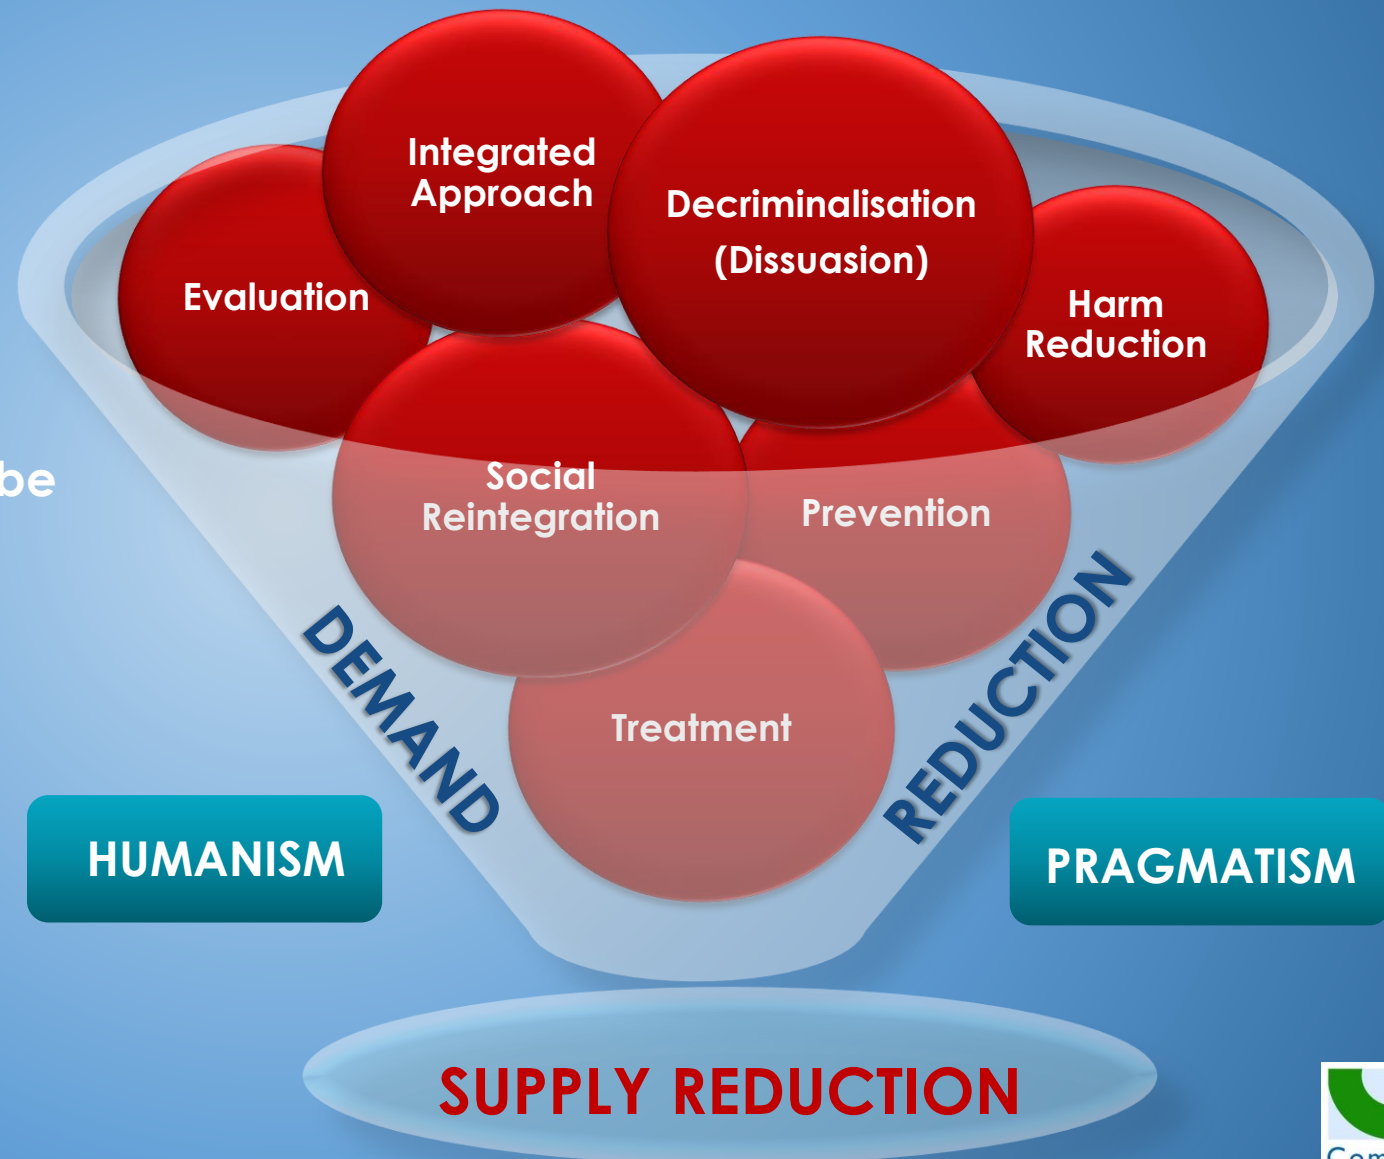 Integrated
Approach
Decriminalisation
(Dissuasion)
Evaluation
Harm
Reduction
be
Social
Reintegration
Prevention
DEMAND
REDUCTION
Treatment
HUMANISM
PRAGMATISM
SUPPLY REDUCTION